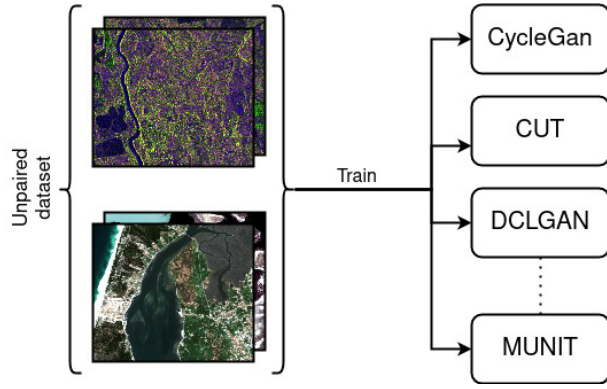 Unpaired
dataset
Train
CycleGan
CUT
DCLGAN
MUNIT